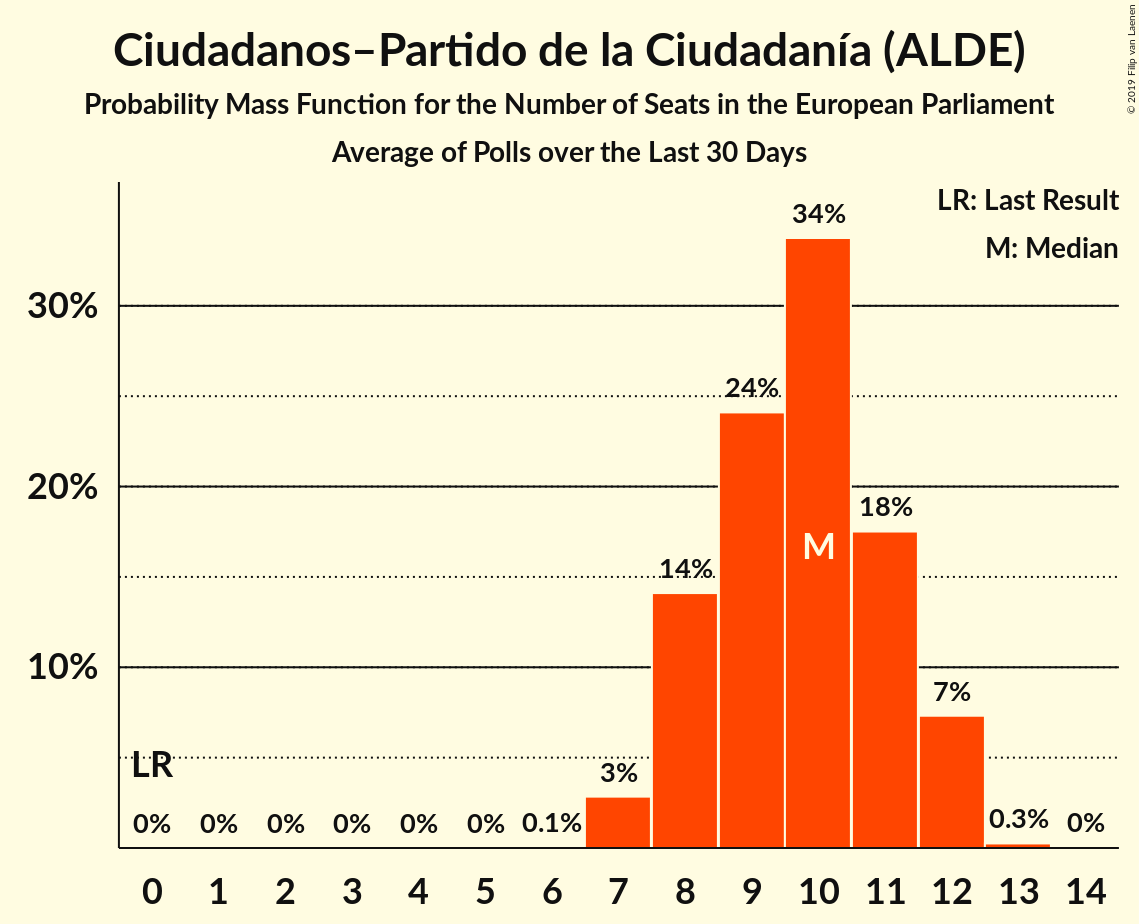 Ciudadanos–Partido de la Ciudadanía (ALDE)
Probability Mass Function for the Number of Seats in the European Parliament
Average of Polls over the Last 30 Days
© 2019 Filip van Laenen
LR: Last Result
M: Median
34%
30%
24%
20%
18%
M
14%
10%
7%
LR
3%
0% 0% 0% 0% 0% 0% 0.1% 0.3% 0%
0 1 2 3 4 5 6 7 8 9 10 11 12 13 14